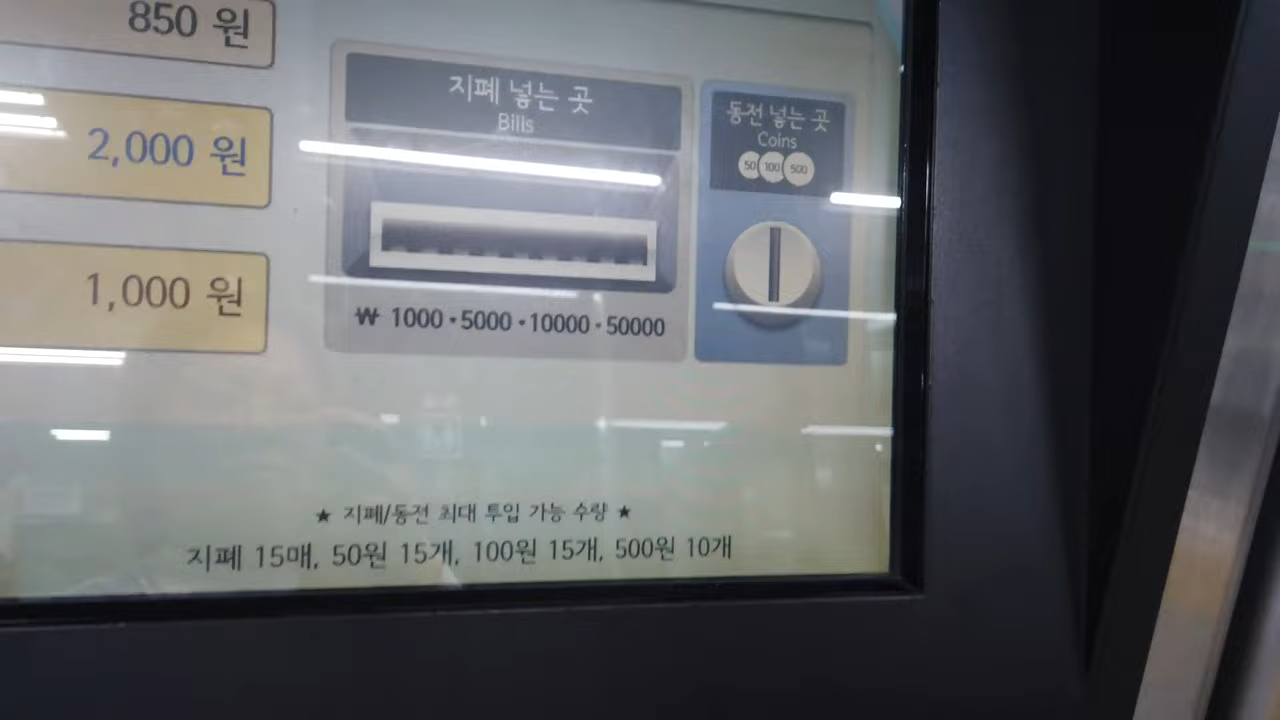 850 원
2,000 원
1,000 원
지폐 넣는 곳
Bills
₩ 1000 • 5000 • 10000 • 50000
동전 넣는 곳
Coins
50 100 500
★ 지폐/동전 최대 투입 가능 수량 ★
지폐 15매, 50원 15개, 100원 15개, 500원 10개